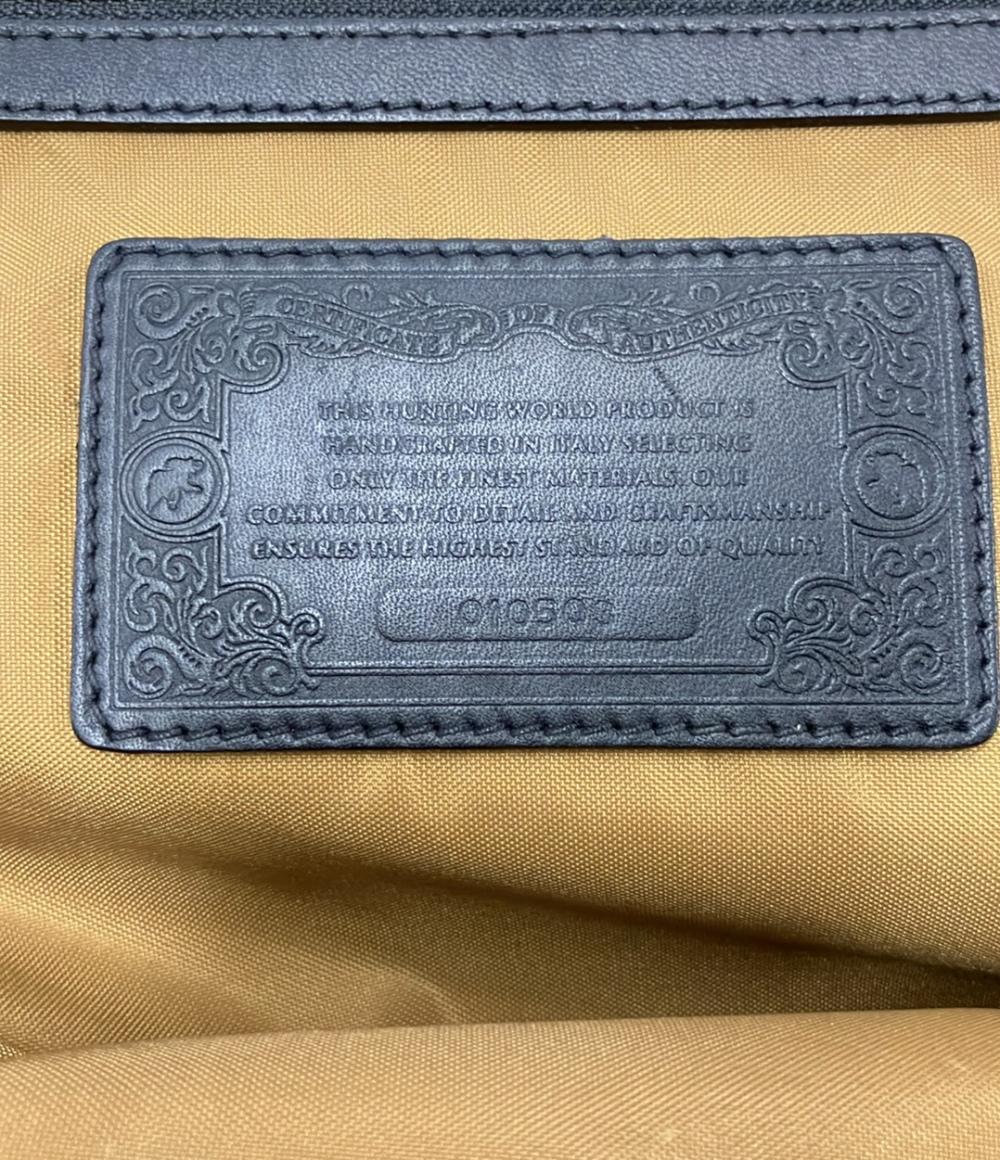 CERTIFICATE OF AUTHENTICITY
THIS HUNTING WORLD PRODUCT IS
HANDCRAFTED IN ITALY SELECTING
ONLY THE FINEST MATERIALS. OUR
COMMITMENT TO DETAIL AND CRAFTSMANSHIP
ENSURES THE HIGHEST STANDARD OF QUALITY
010503